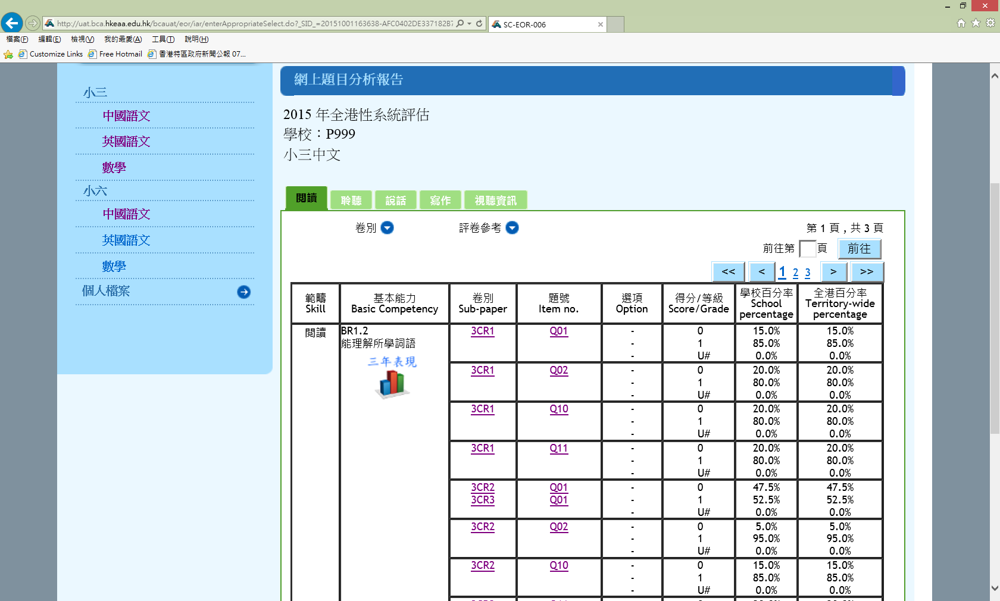 http://uat.bca.hkeaa.edu.hk/bcauat/eor/iar/enterAppropriateSelect.do?_SID_=20151001163638-AFC0402DE337182B7
SC-EOR-006
檔案(F) 編輯(E) 檢視(V) 我的最愛(A) 工具(T) 說明(H)
Customize Links Free Hotmail 香港特區政府新聞公報 07...
小三
中國語文
英國語文
數學
小六
中國語文
英國語文
數學
個人檔案
網上題目分析報告
2015 年全港性系統評估
學校：P999
小三中文
閱讀 聆聽 說話 寫作 視聽資訊
卷別 評卷參考 第 1 頁 , 共 3 頁
前往第 頁 前往
<< < 1 2 3 > >>
範疇 基本能力 卷別 題號 選項 得分/等級 學校百分率 全港百分率
Skill Basic Competency Sub-paper Item no. Option Score/Grade School percentage Territory-wide percentage
閱讀 BR1.2 3CR1 Q01 - 0 15.0% 15.0%
能理解所學詞語 - 1 85.0% 85.0%
- U# 0.0% 0.0%
三年表現
3CR1 Q02 - 0 20.0% 20.0%
- 1 80.0% 80.0%
- U# 0.0% 0.0%
3CR1 Q10 - 0 20.0% 20.0%
- 1 80.0% 80.0%
- U# 0.0% 0.0%
3CR1 Q11 - 0 20.0% 20.0%
- 1 80.0% 80.0%
- U# 0.0% 0.0%
3CR2 Q01 - 0 47.5% 47.5%
3CR3 Q01 - 1 52.5% 52.5%
- U# 0.0% 0.0%
3CR2 Q02 - 0 5.0% 5.0%
- 1 95.0% 95.0%
- U# 0.0% 0.0%
3CR2 Q10 - 0 15.0% 15.0%
- 1 85.0% 85.0%
- U# 0.0% 0.0%